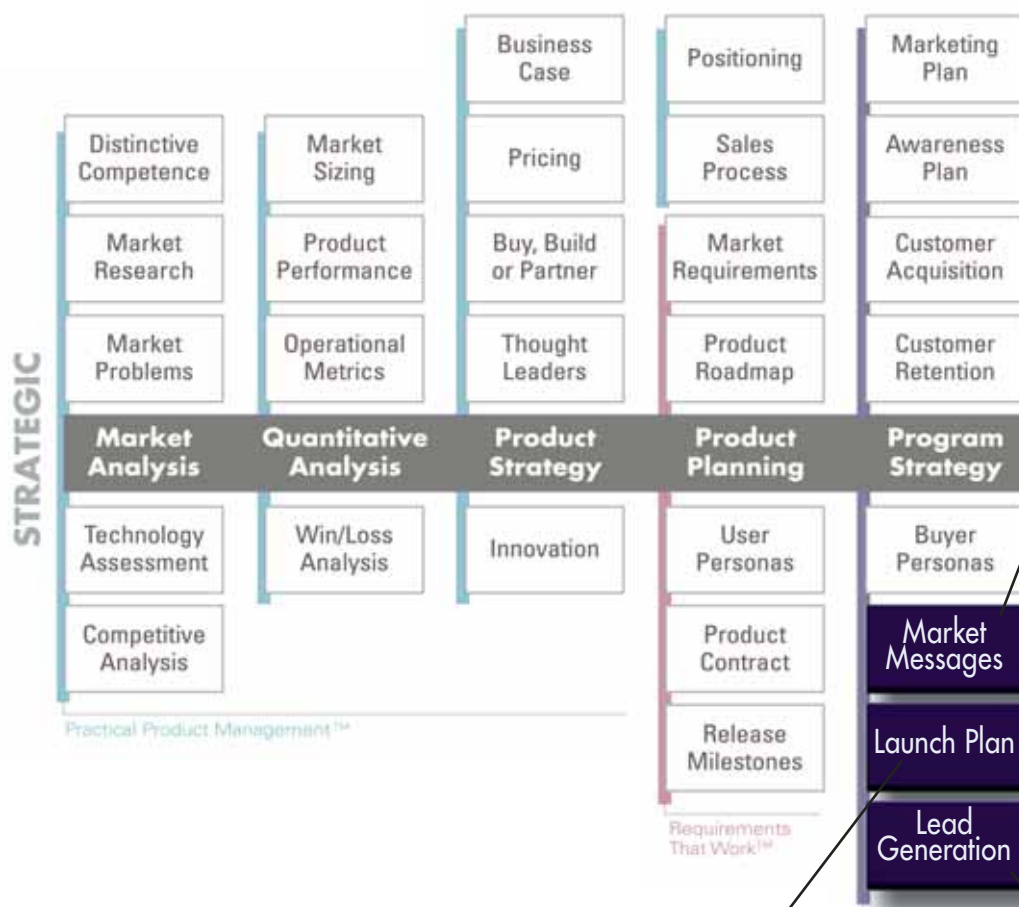 STRATEGIC
Business
Case
Positioning
Marketing
Plan
Distinctive
Competence
Market
Sizing
Pricing
Sales
Process
Awareness
Plan
Market
Research
Product
Performance
Buy, Build
or Partner
Market
Requirements
Customer
Acquisition
Market
Problems
Operational
Metrics
Thought
Leaders
Product
Roadmap
Customer
Retention
Market
Analysis
Quantitative
Analysis
Product
Strategy
Product
Planning
Program
Strategy
Technology
Assessment
Win/Loss
Analysis
Innovation
User
Personas
Buyer
Personas
Competitive
Analysis
Product
Contract
Market
Messages
Practical Product Management™
Release
Milestones
Launch Plan
Requirements
That Work™
Lead
Generation